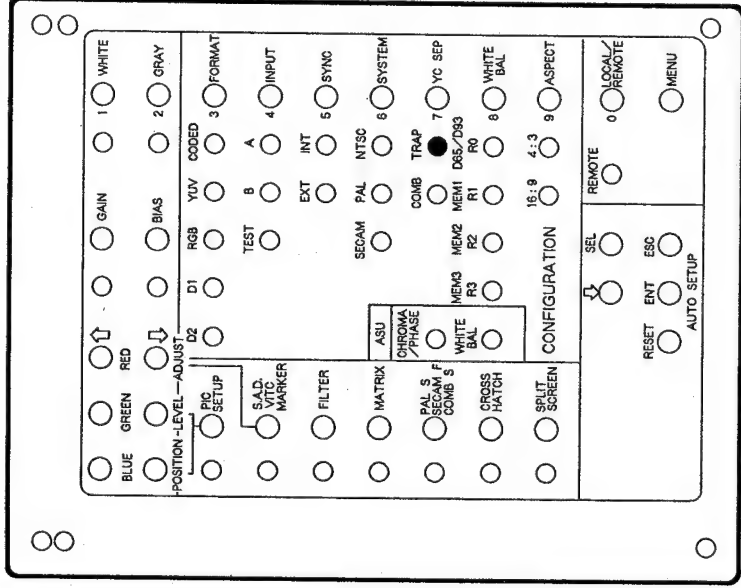 GAIN 1 WHITE
BLUE GREEN RED
BIAS 2 GRAY
POSITION-LEVEL—ADJUST
D2 D1 RGB YUV CODED
PIC SETUP
3 FORMAT
TEST B A
S.A.D. VITC MARKER
4 INPUT
EXT INT
FILTER
5 SYNC
SECAM PAL NTSC
MATRIX
ASU
6 SYSTEM
COMB TRAP
PAL S
SECAM F
COMB S
CHROMA /PHASE
7 YC SEP
MEM3 MEM2 MEM1 D65/D93
R3 R2 R1 R0
CROSS HATCH
WHITE BAL
8 WHITE BAL
16:9 4:3
SPLIT SCREEN
CONFIGURATION
9 ASPECT
SEL
REMOTE
0 LOCAL/ REMOTE
RESET ENT ESC
MENU
AUTO SETUP